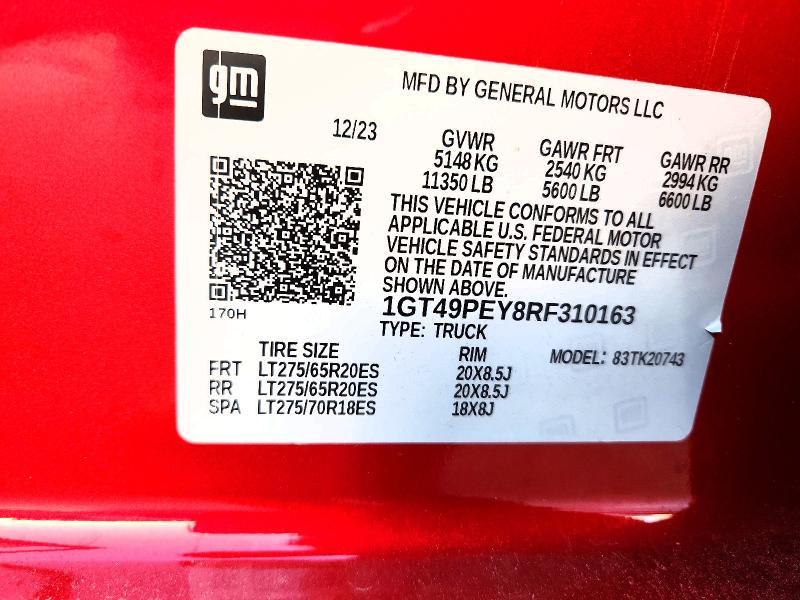 gm
MFD BY GENERAL MOTORS LLC
12/23
GVWR
5148 KG
11350 LB
GAWR FRT
2540 KG
5600 LB
GAWR RR
2994 KG
6600 LB
THIS VEHICLE CONFORMS TO ALL
APPLICABLE U.S. FEDERAL MOTOR
VEHICLE SAFETY STANDARDS IN EFFECT
ON THE DATE OF MANUFACTURE
SHOWN ABOVE.
170H
1GT49PEY8RF310163
TYPE: TRUCK
MODEL: 83TK20743
TIRE SIZE RIM
FRT LT275/65R20ES 20X8.5J
RR LT275/65R20ES 20X8.5J
SPA LT275/70R18ES 18X8J